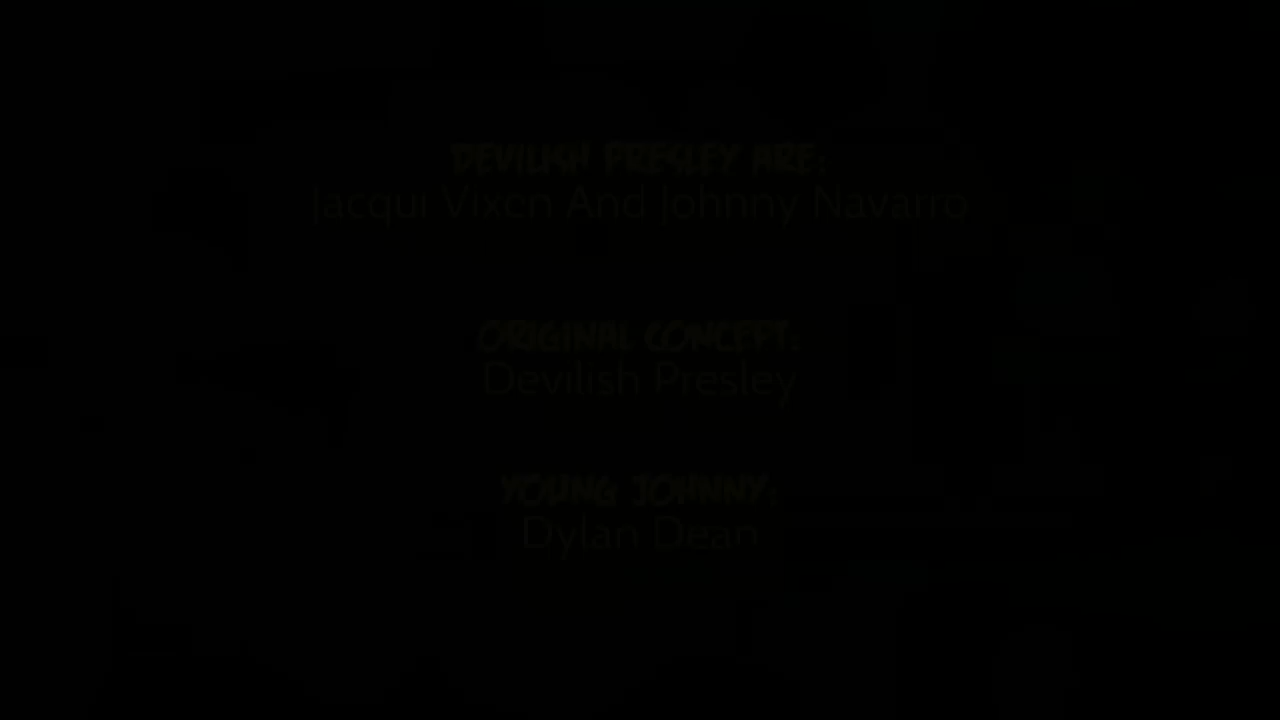 DEVILISH PRESLEY ARE:
Jacqui Vixen And Johnny Navarro
ORIGINAL CONCEPT:
Devilish Presley
YOUNG JOHNNY:
Dylan Dean